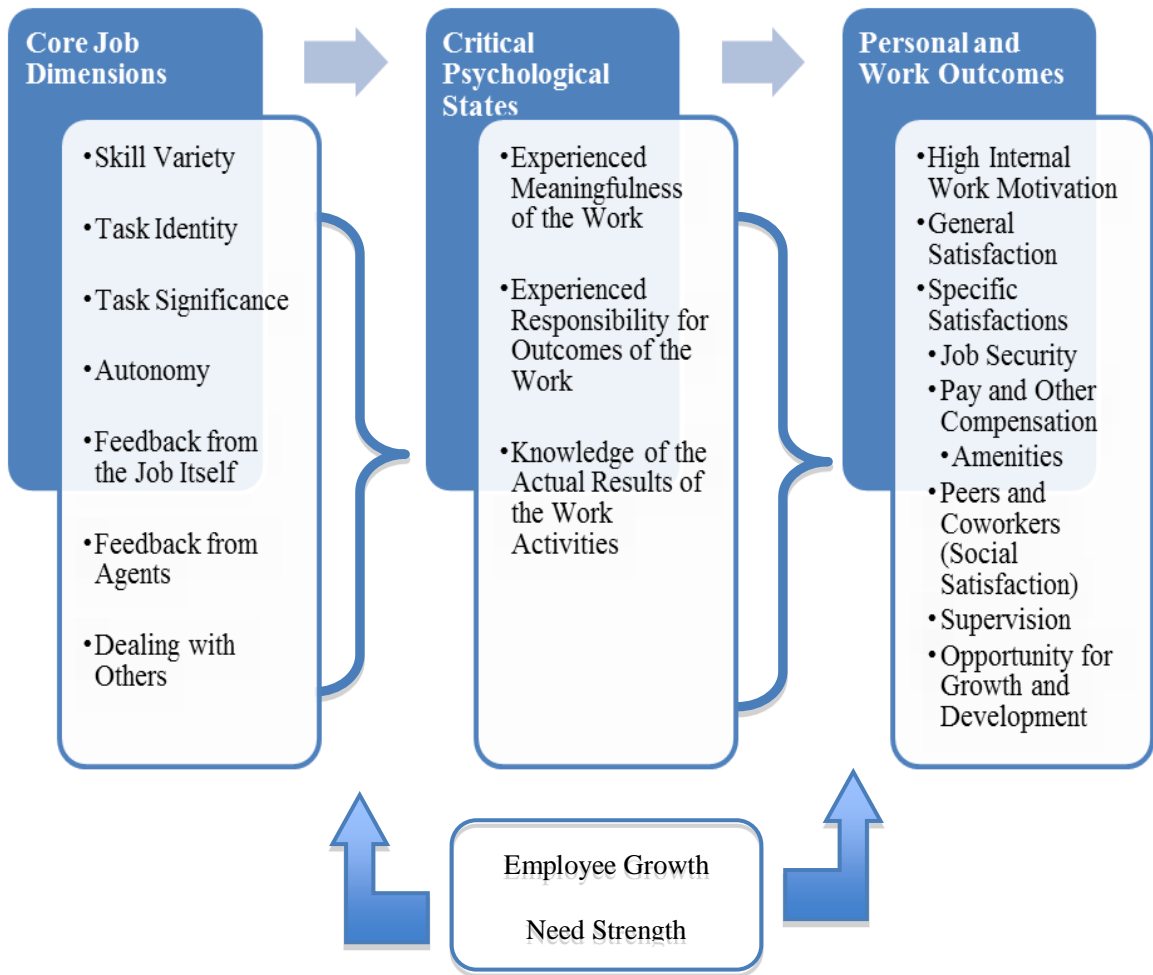 Core Job
Dimensions
•Skill Variety
•Task Identity
•Task Significance
•Autonomy
•Feedback from
the Job Itself
•Feedback from
Agents
•Dealing with
Others
Critical
Psychological
States
•Experienced
Meaningfulness
of the Work
•Experienced
Responsibility for
Outcomes of the
Work
•Knowledge of the
Actual Results of
the Work
Activities
Personal and
Work Outcomes
•High Internal
Work Motivation
•General
Satisfaction
•Specific
Satisfactions
•Job Security
•Pay and Other
Compensation
•Amenities
•Peers and
Coworkers
(Social
Satisfaction)
•Supervision
•Opportunity for
Growth and
Development
Employee Growth
Need Strength